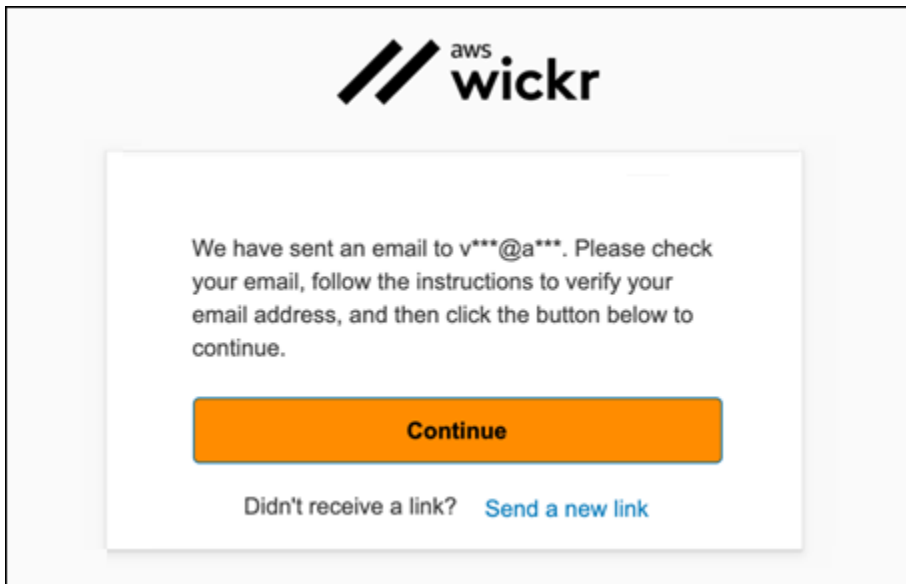 aws
wickr
We have sent an email to v***@a***. Please check
your email, follow the instructions to verify your
email address, and then click the button below to
continue.
Continue
Didn't receive a link? Send a new link